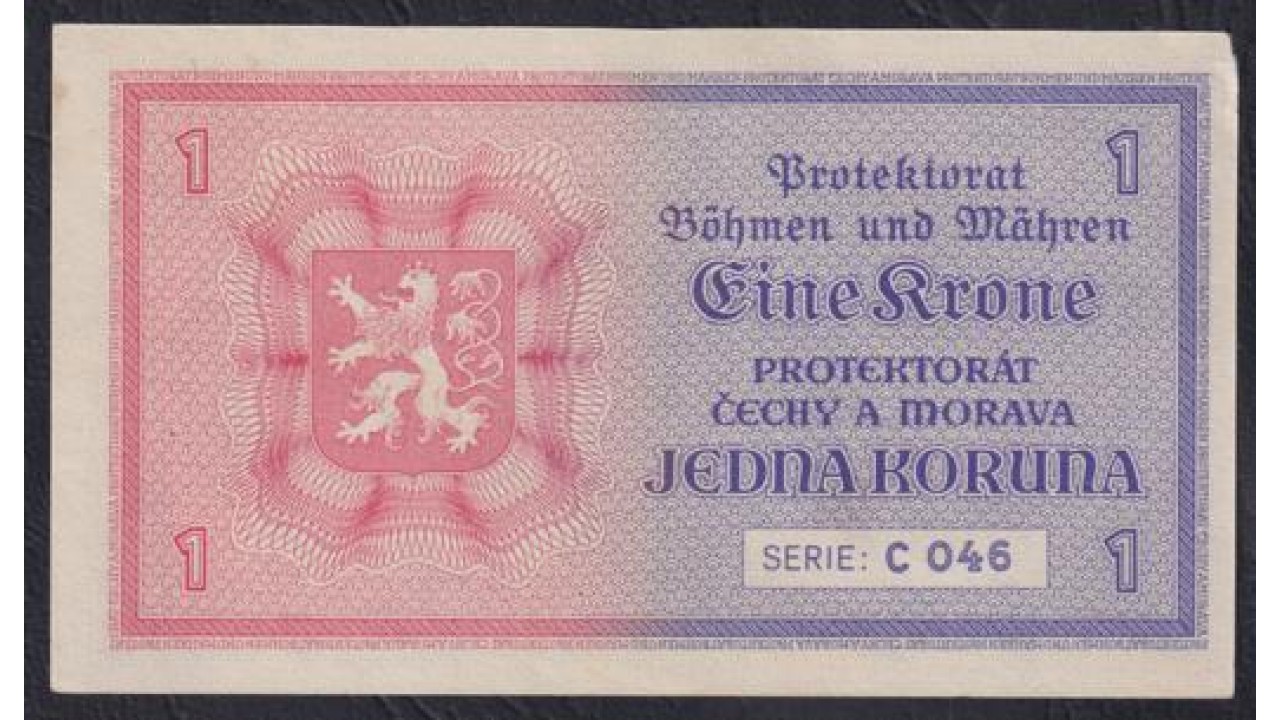 1
1
Protektorat
Böhmen und Mähren
Eine Krone
PROTEKTORÁT
ČECHY A MORAVA
JEDNA KORUNA
SERIE: C 046
1
1